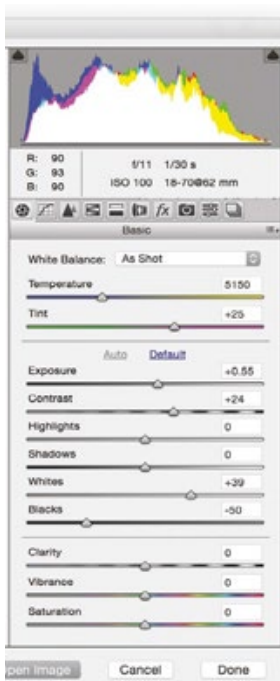 R: 90
G: 93
B: 90
f/11 1/30 s
ISO 100 18-70@62 mm
fx
Basic
White Balance: As Shot
Temperature 5150
Tint +25
Auto Default
Exposure +0.55
Contrast +24
Highlights 0
Shadows 0
Whites +39
Blacks -50
Clarity 0
Vibrance 0
Saturation 0
pen Image Cancel Done